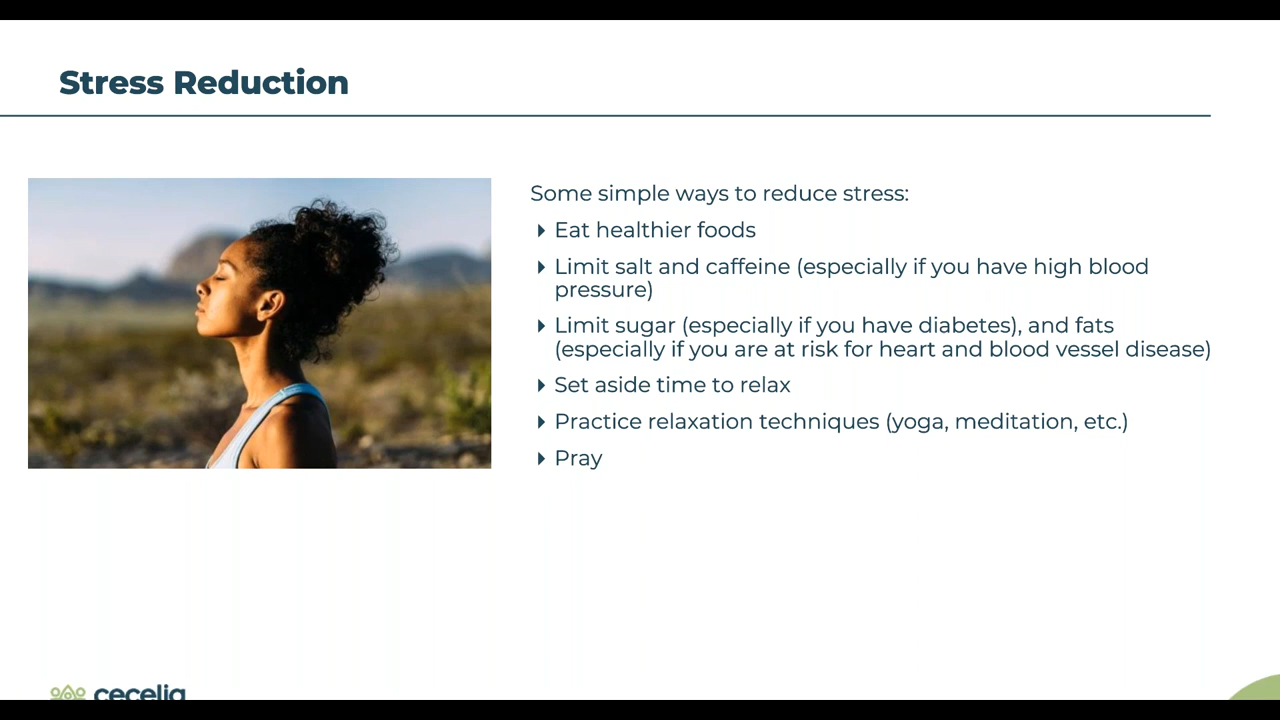 Stress Reduction
Some simple ways to reduce stress:
Eat healthier foods
Limit salt and caffeine (especially if you have high blood
pressure)
Limit sugar (especially if you have diabetes), and fats
(especially if you are at risk for heart and blood vessel disease)
Set aside time to relax
Practice relaxation techniques (yoga, meditation, etc.)
Pray
cecelia